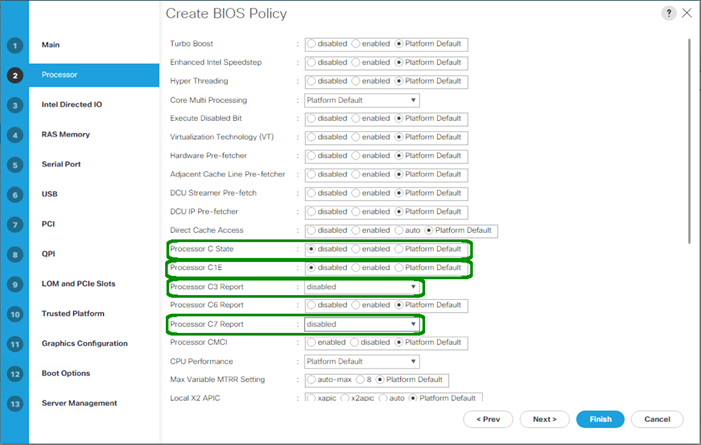 Create BIOS Policy
?
1 Main
2 Processor
3 Intel Directed IO
4 RAS Memory
5 Serial Port
6 USB
7 PCI
8 QPI
9 LOM and PCIe Slots
10 Trusted Platform
11 Graphics Configuration
12 Boot Options
13 Server Management
Turbo Boost : disabled enabled Platform Default
Enhanced Intel Speedstep : disabled enabled Platform Default
Hyper Threading : disabled enabled Platform Default
Core Multi Processing : Platform Default
Execute Disabled Bit : disabled enabled Platform Default
Virtualization Technology (VT) : disabled enabled Platform Default
Hardware Pre-fetcher : disabled enabled Platform Default
Adjacent Cache Line Pre-fetcher : disabled enabled Platform Default
DCU Streamer Pre-fetch : disabled enabled Platform Default
DCU IP Pre-fetcher : disabled enabled Platform Default
Direct Cache Access : disabled enabled auto Platform Default
Processor C State : disabled enabled Platform Default
Processor C1E : disabled enabled Platform Default
Processor C3 Report : disabled
Processor C6 Report : disabled enabled Platform Default
Processor C7 Report : disabled
Processor CMCI : enabled disabled Platform Default
CPU Performance : Platform Default
Max Variable MTRR Setting : auto-max 8 Platform Default
Local X2 APIC : xapic x2apic auto Platform Default
< Prev Next > Finish Cancel